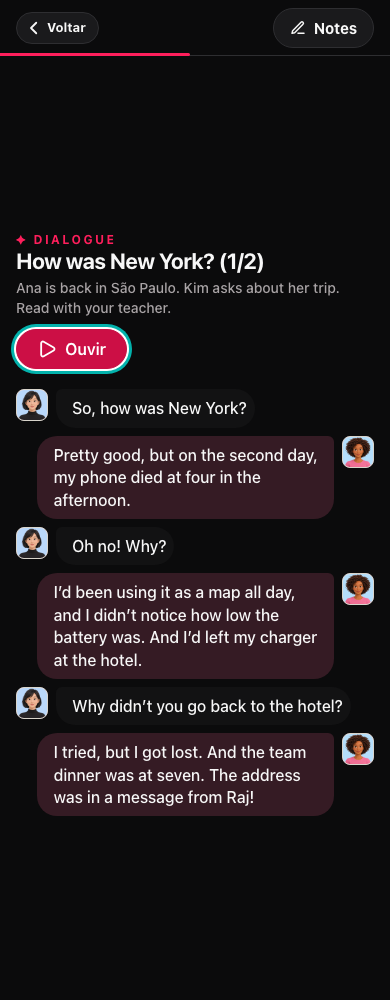 Voltar
Notes
DIALOGUE
How was New York? (1/2)
Ana is back in São Paulo. Kim asks about her trip.
Read with your teacher.
Ouvir
So, how was New York?
Pretty good, but on the second day,
my phone died at four in the
afternoon.
Oh no! Why?
I’d been using it as a map all day,
and I didn’t notice how low the
battery was. And I’d left my charger
at the hotel.
Why didn’t you go back to the hotel?
I tried, but I got lost. And the team
dinner was at seven. The address
was in a message from Raj!